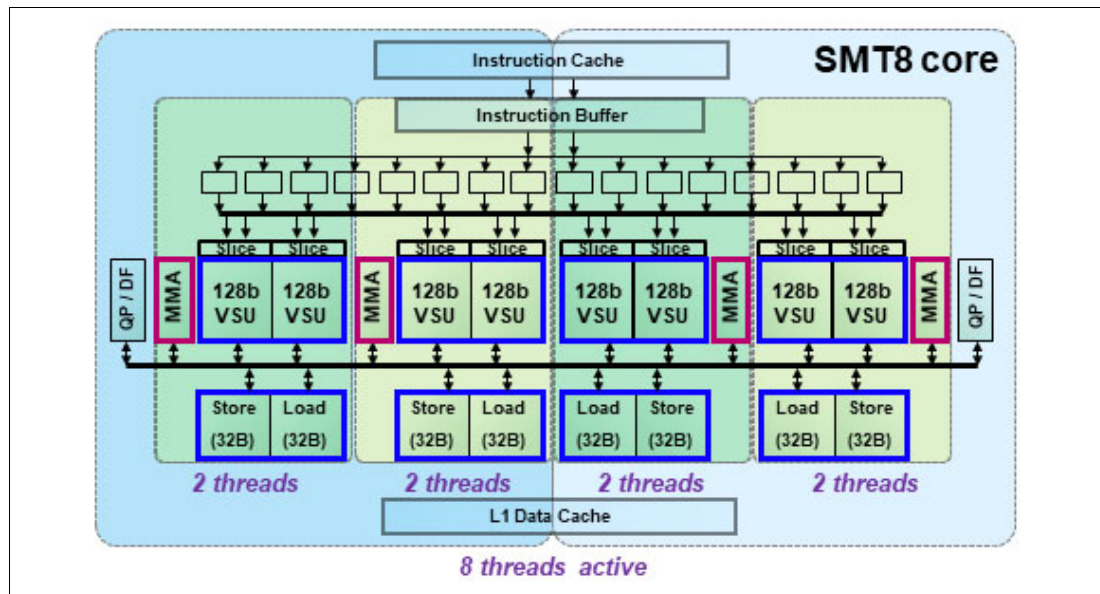 SMT8 core
Instruction Cache
Instruction Buffer
Slice Slice Slice Slice Slice Slice Slice Slice
QP / DF MMA 128b VSU 128b VSU MMA 128b VSU 128b VSU 128b VSU 128b VSU MMA 128b VSU 128b VSU MMA QP / DF
Store Load Store Load Load Store Load Store
(32B) (32B) (32B) (32B) (32B) (32B) (32B) (32B)
2 threads 2 threads 2 threads 2 threads
L1 Data Cache
8 threads active